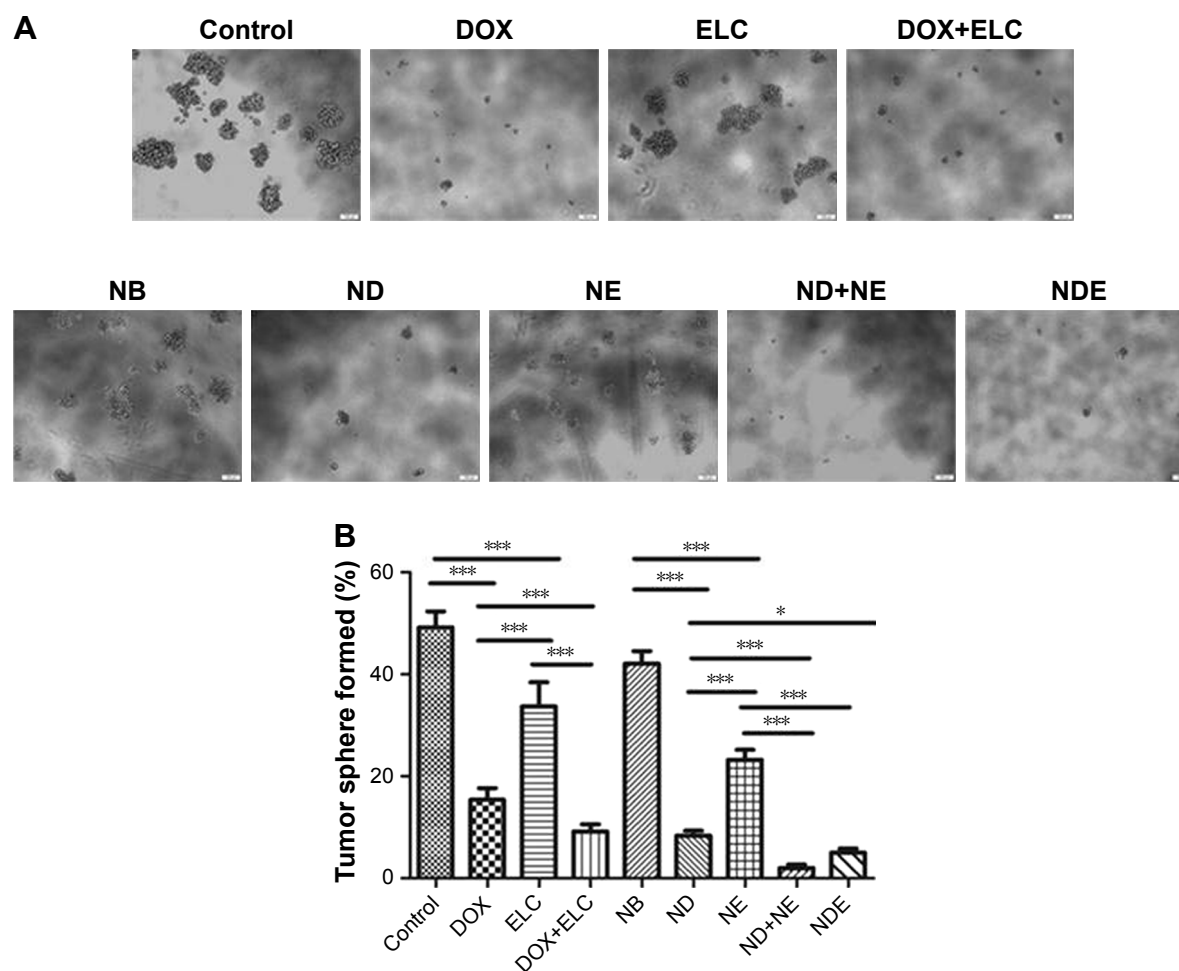 A
Control DOX ELC DOX+ELC
NB ND NE ND+NE NDE
B
Tumor sphere formed (%)
60
40
20
0
***
***
***
***
***
***
***
*
***
***
***
***
Control DOX ELC DOX+ELC NB ND NE ND+NE NDE